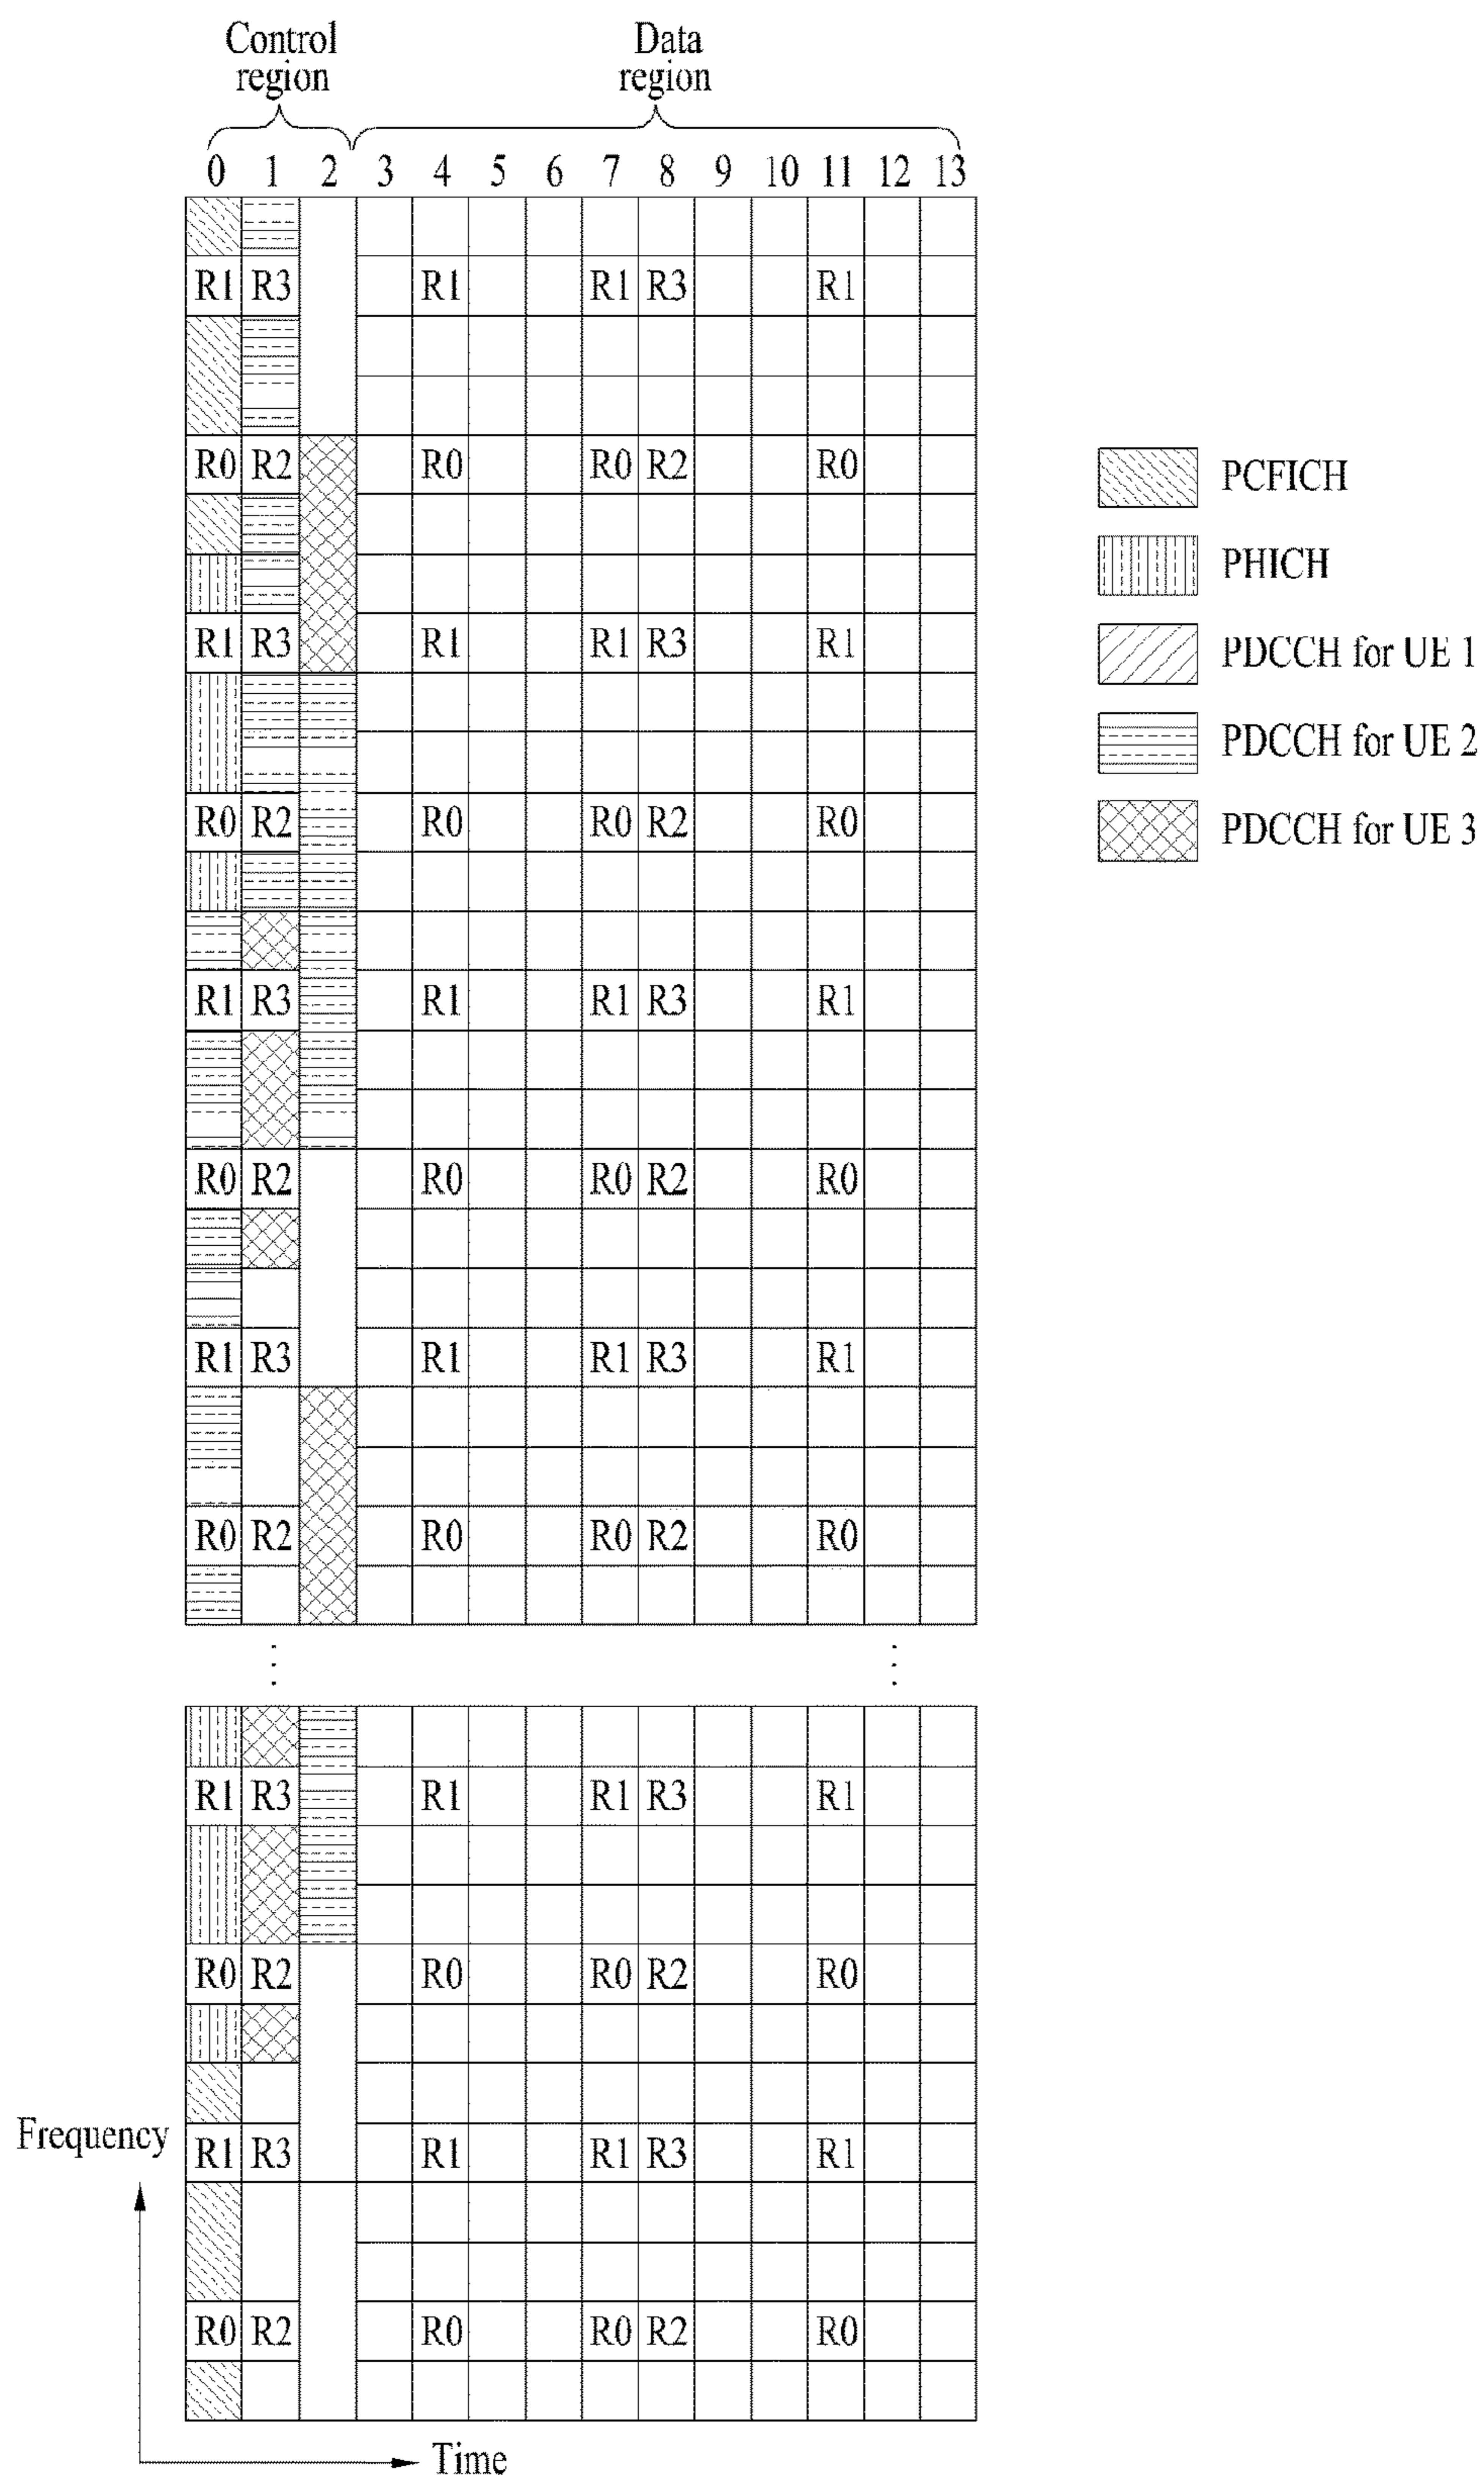 Control region
Data region
0 1 2 3 4 5 6 7 8 9 10 11 12 13
R1 R3 R1 R1 R3 R1
R0 R2 R0 R0 R2 R0
PCFICH
PHICH
R1 R3 R1 R1 R3 R1
PDCCH for UE 1
PDCCH for UE 2
R0 R2 R0 R0 R2 R0
PDCCH for UE 3
R1 R3 R1 R1 R3 R1
R0 R2 R0 R0 R2 R0
R1 R3 R1 R1 R3 R1
R0 R2 R0 R0 R2 R0
R1 R3 R1 R1 R3 R1
R0 R2 R0 R0 R2 R0
Frequency
R1 R3 R1 R1 R3 R1
R0 R2 R0 R0 R2 R0
Time